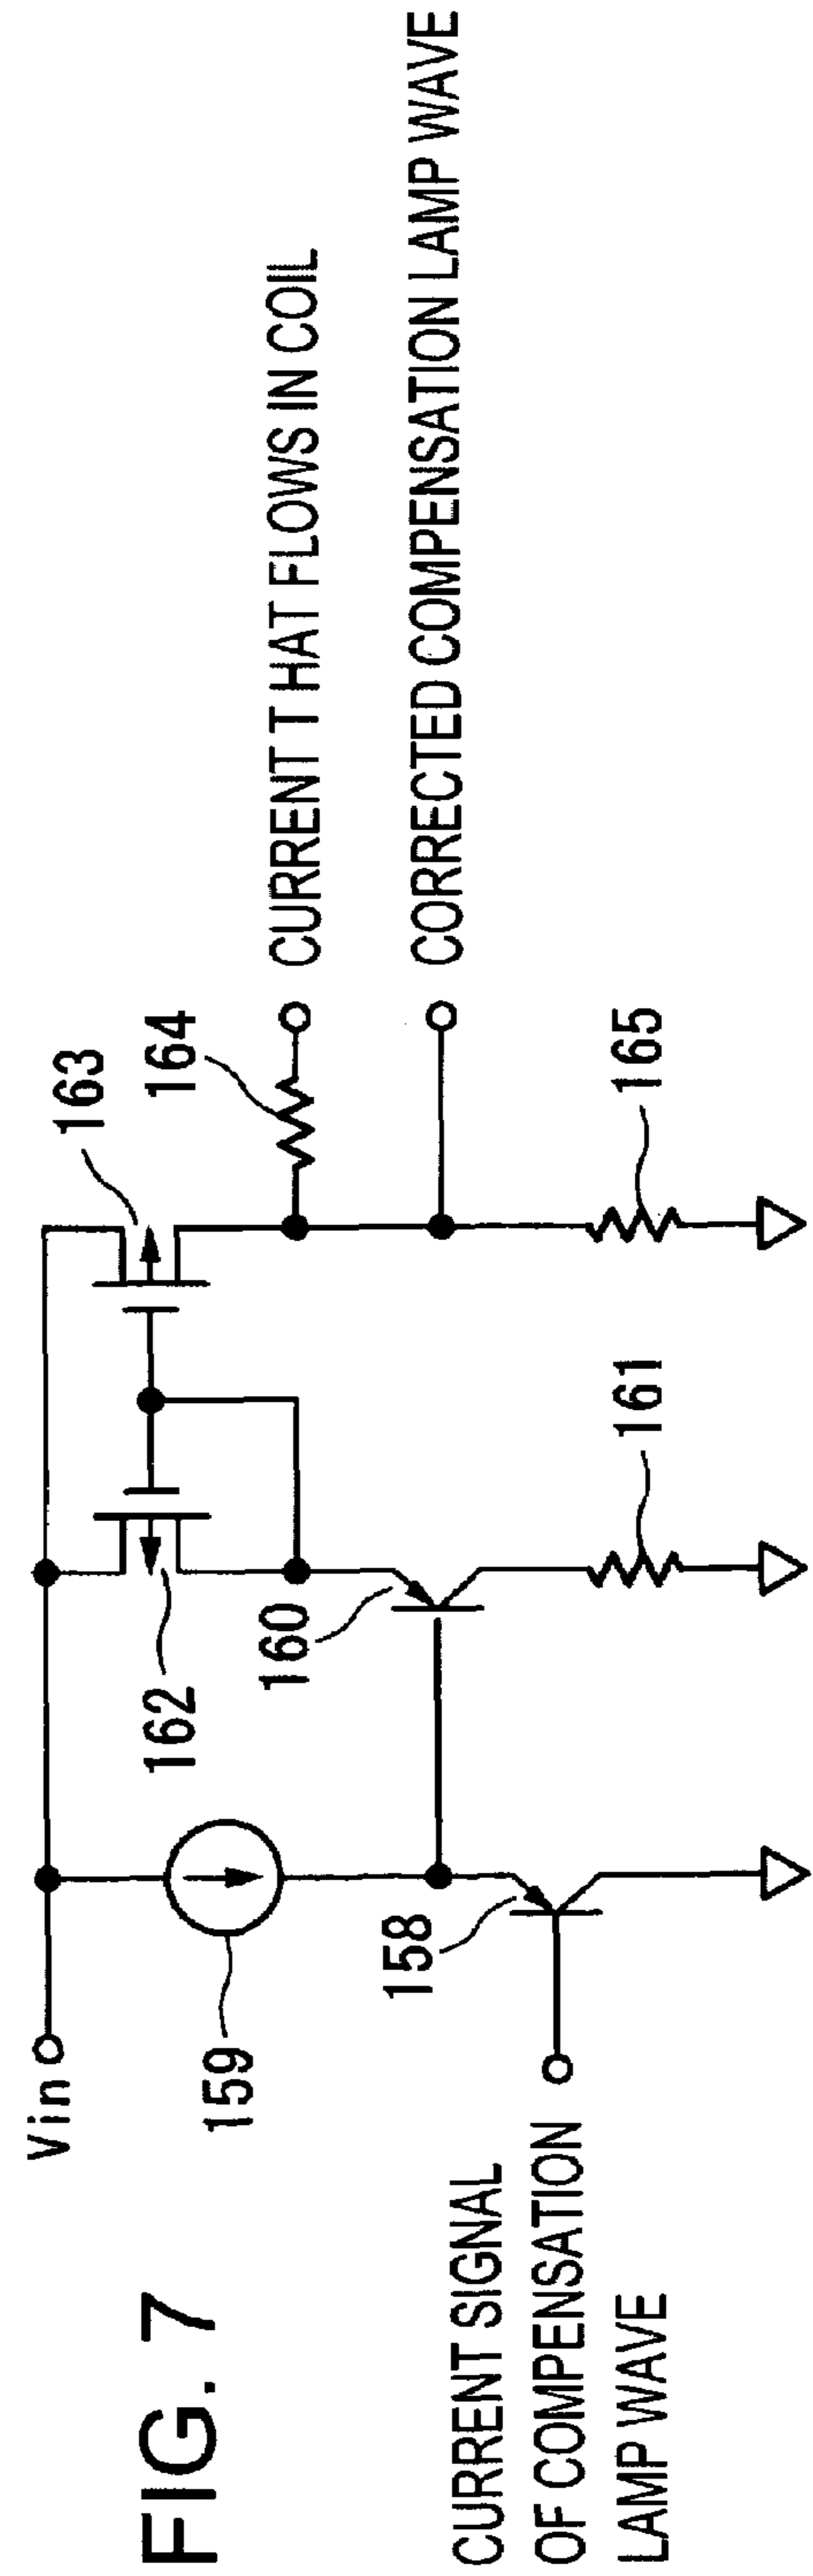 FIG. 7
Vin
159
162
163
164
CURRENT THAT FLOWS IN COIL
160
158
CORRECTED COMPENSATION LAMP WAVE
161
165
CURRENT SIGNAL
OF COMPENSATION
LAMP WAVE